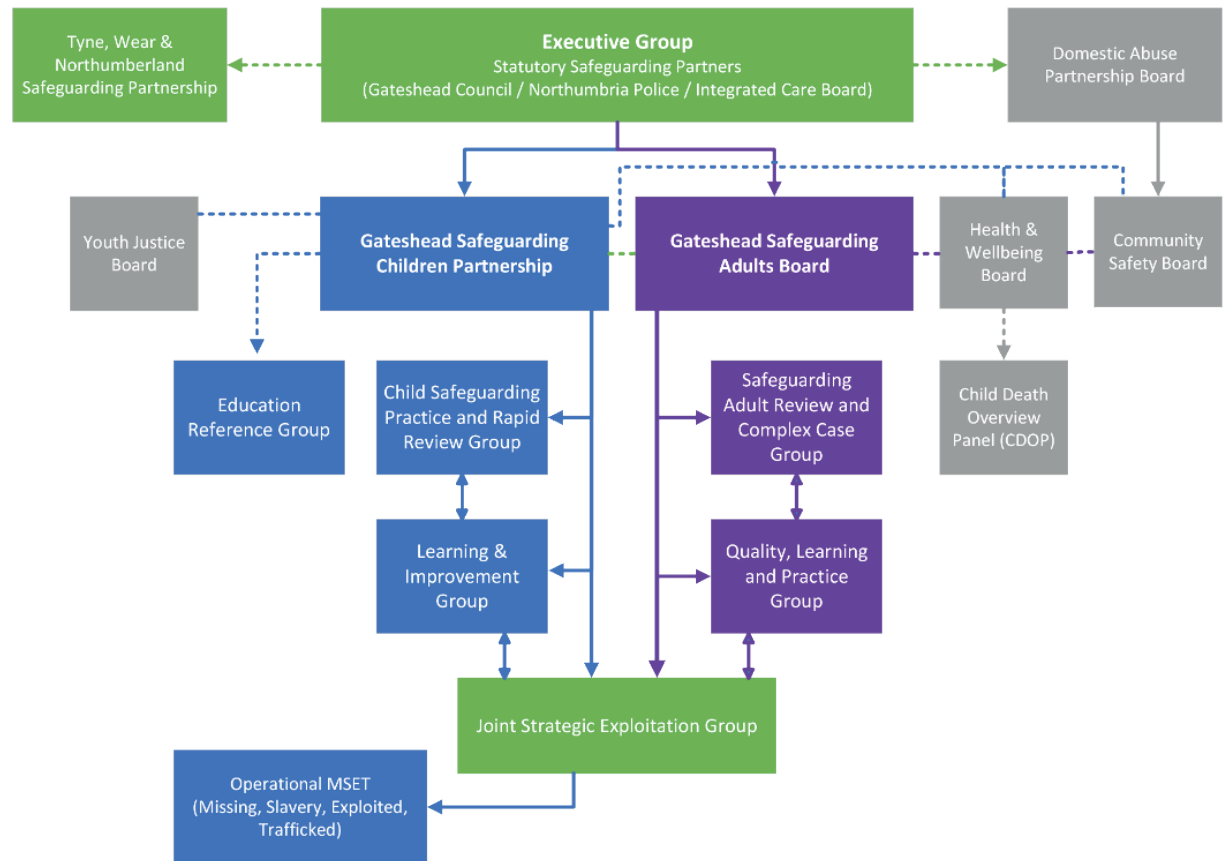 Tyne, Wear &
Northumberland
Safeguarding Partnership
Executive Group
Statutory Safeguarding Partners
(Gateshead Council / Northumbria Police / Integrated Care Board)
Domestic Abuse
Partnership Board
Youth Justice
Board
Gateshead Safeguarding
Children Partnership
Gateshead Safeguarding
Adults Board
Health &
Wellbeing
Board
Community
Safety Board
Education
Reference Group
Child Safeguarding
Practice and Rapid
Review Group
Safeguarding
Adult Review and
Complex Case
Group
Child Death
Overview
Panel (CDOP)
Learning &
Improvement
Group
Quality, Learning
and Practice
Group
Joint Strategic Exploitation Group
Operational MSET
(Missing, Slavery, Exploited,
Trafficked)